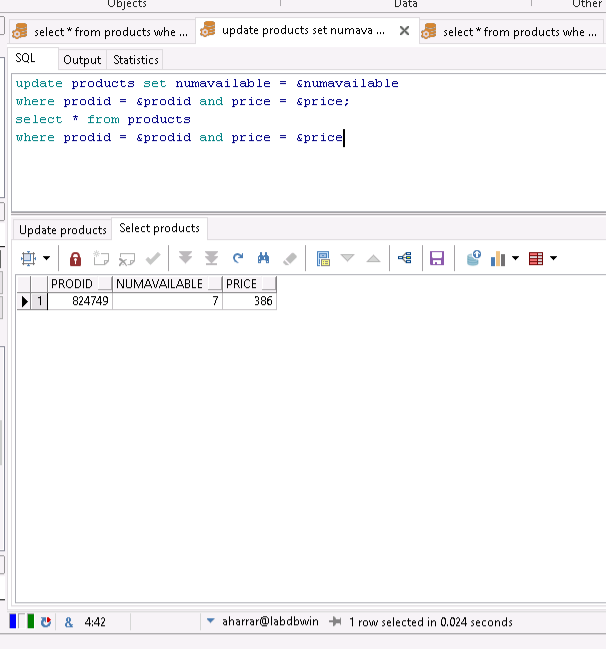 Objects Data Other
select * from products whe ... update products set numava ... select * from products whe ...
SQL Output Statistics
update products set numavailable = &numavailable
where prodid = &prodid and price = &price;
select * from products
where prodid = &prodid and price = &price
Update products Select products
PRODID NUMAVAILABLE PRICE
1 824749 7 386
& 4:42 aharrar@labdbwin 1 row selected in 0.024 seconds